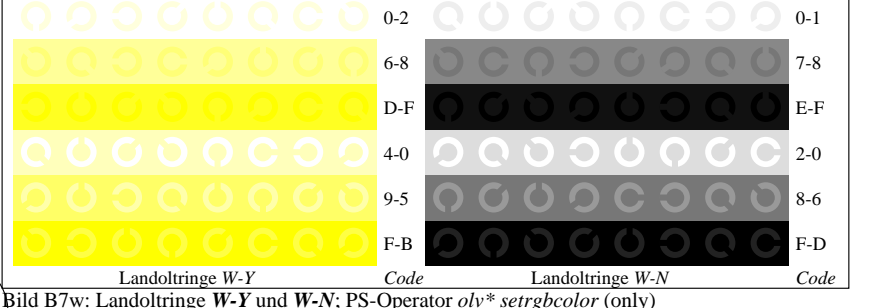 0-2 0-1
6-8 7-8
D-F E-F
4-0 2-0
9-5 8-6
F-B F-D
Landoltringe W-Y Code Landoltringe W-N Code
Bild B7w: Landoltringe W-Y und W-N; PS-Operator olv* setrgbcolor (only)